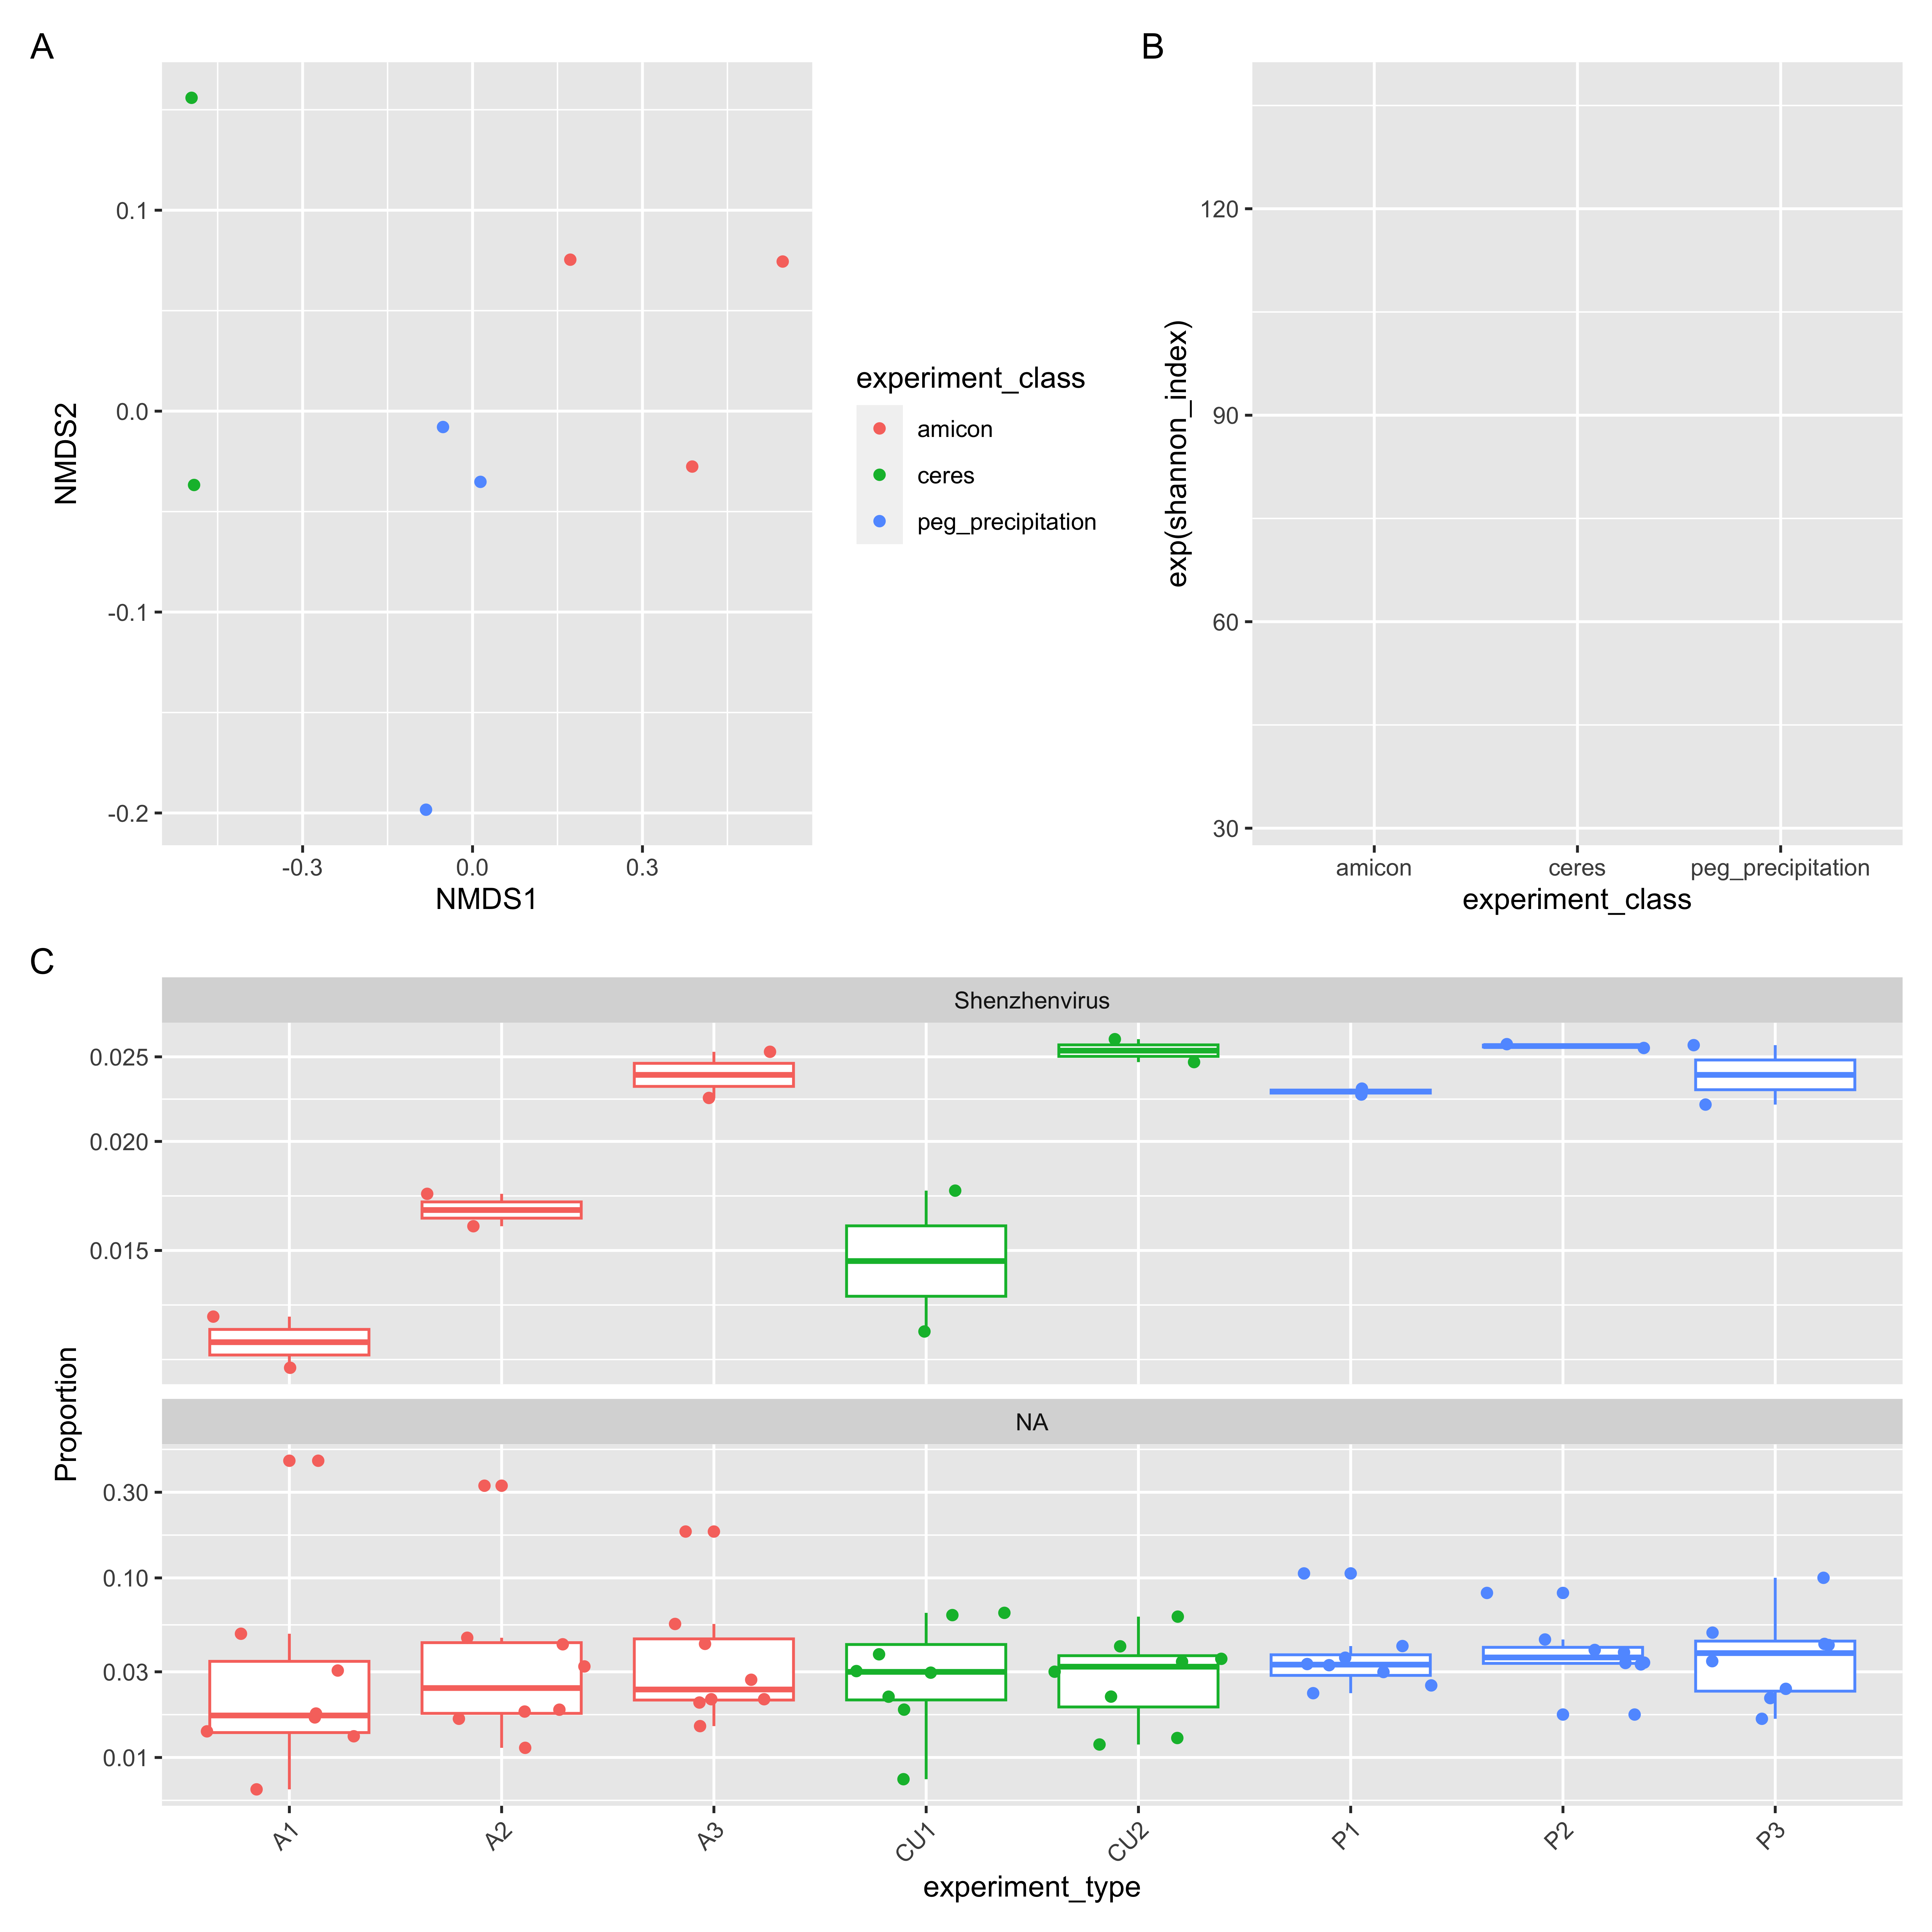 A
0.1
0.0
-0.1
-0.2
NMDS2
-0.3 0.0 0.3
NMDS1
experiment_class
amicon
ceres
peg_precipitation
B
120
90
60
30
exp(shannon_index)
amicon ceres peg_precipitation
experiment_class
C
Shenzhenvirus
0.025
0.020
0.015
Proportion
NA
0.30
0.10
0.03
0.01
A1 A2 A3 CU1 CU2 P1 P2 P3
experiment_type